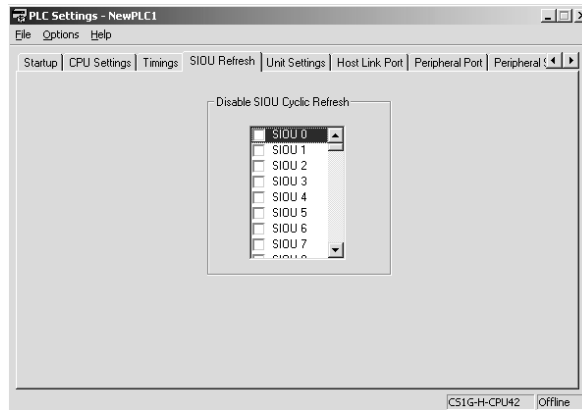 PLC Settings - NewPLC1
File Options Help
Startup CPU Settings Timings SIOU Refresh Unit Settings Host Link Port Peripheral Port Peripheral
Disable SIOU Cyclic Refresh
SIOU 0
SIOU 1
SIOU 2
SIOU 3
SIOU 4
SIOU 5
SIOU 6
SIOU 7
CS1G-H-CPU42 Offline